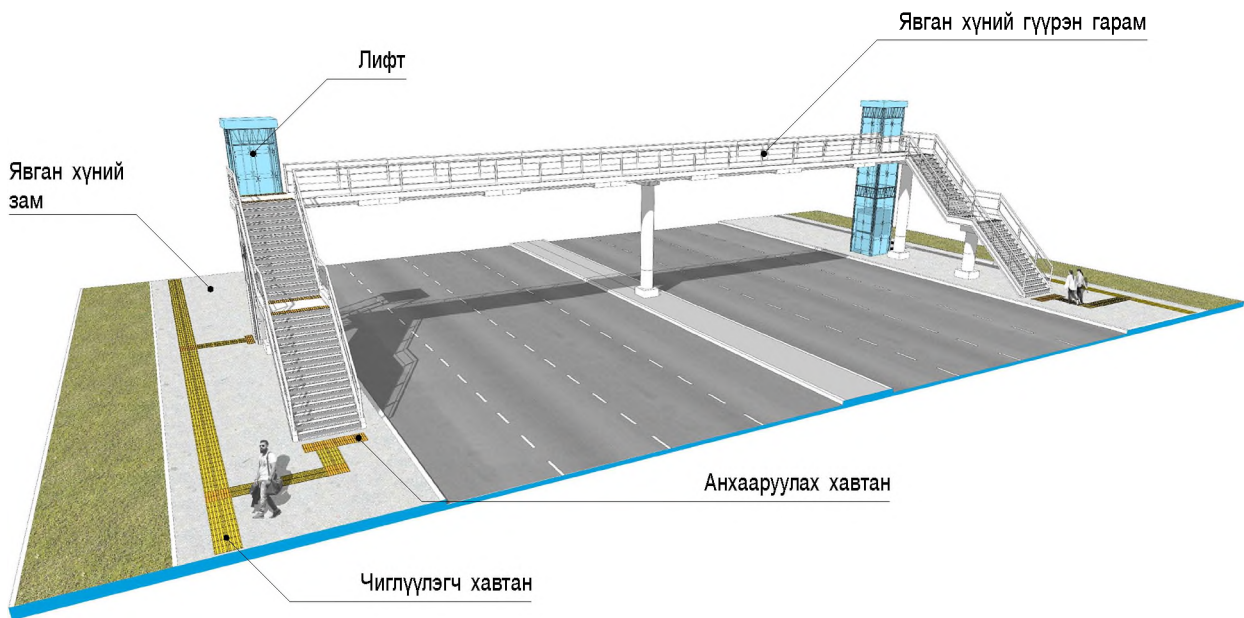 Явган хүний гүүрэн гарам
Лифт
Явган хүний
зам
Анхааруулах хавтан
Чиглүүлэгч хавтан